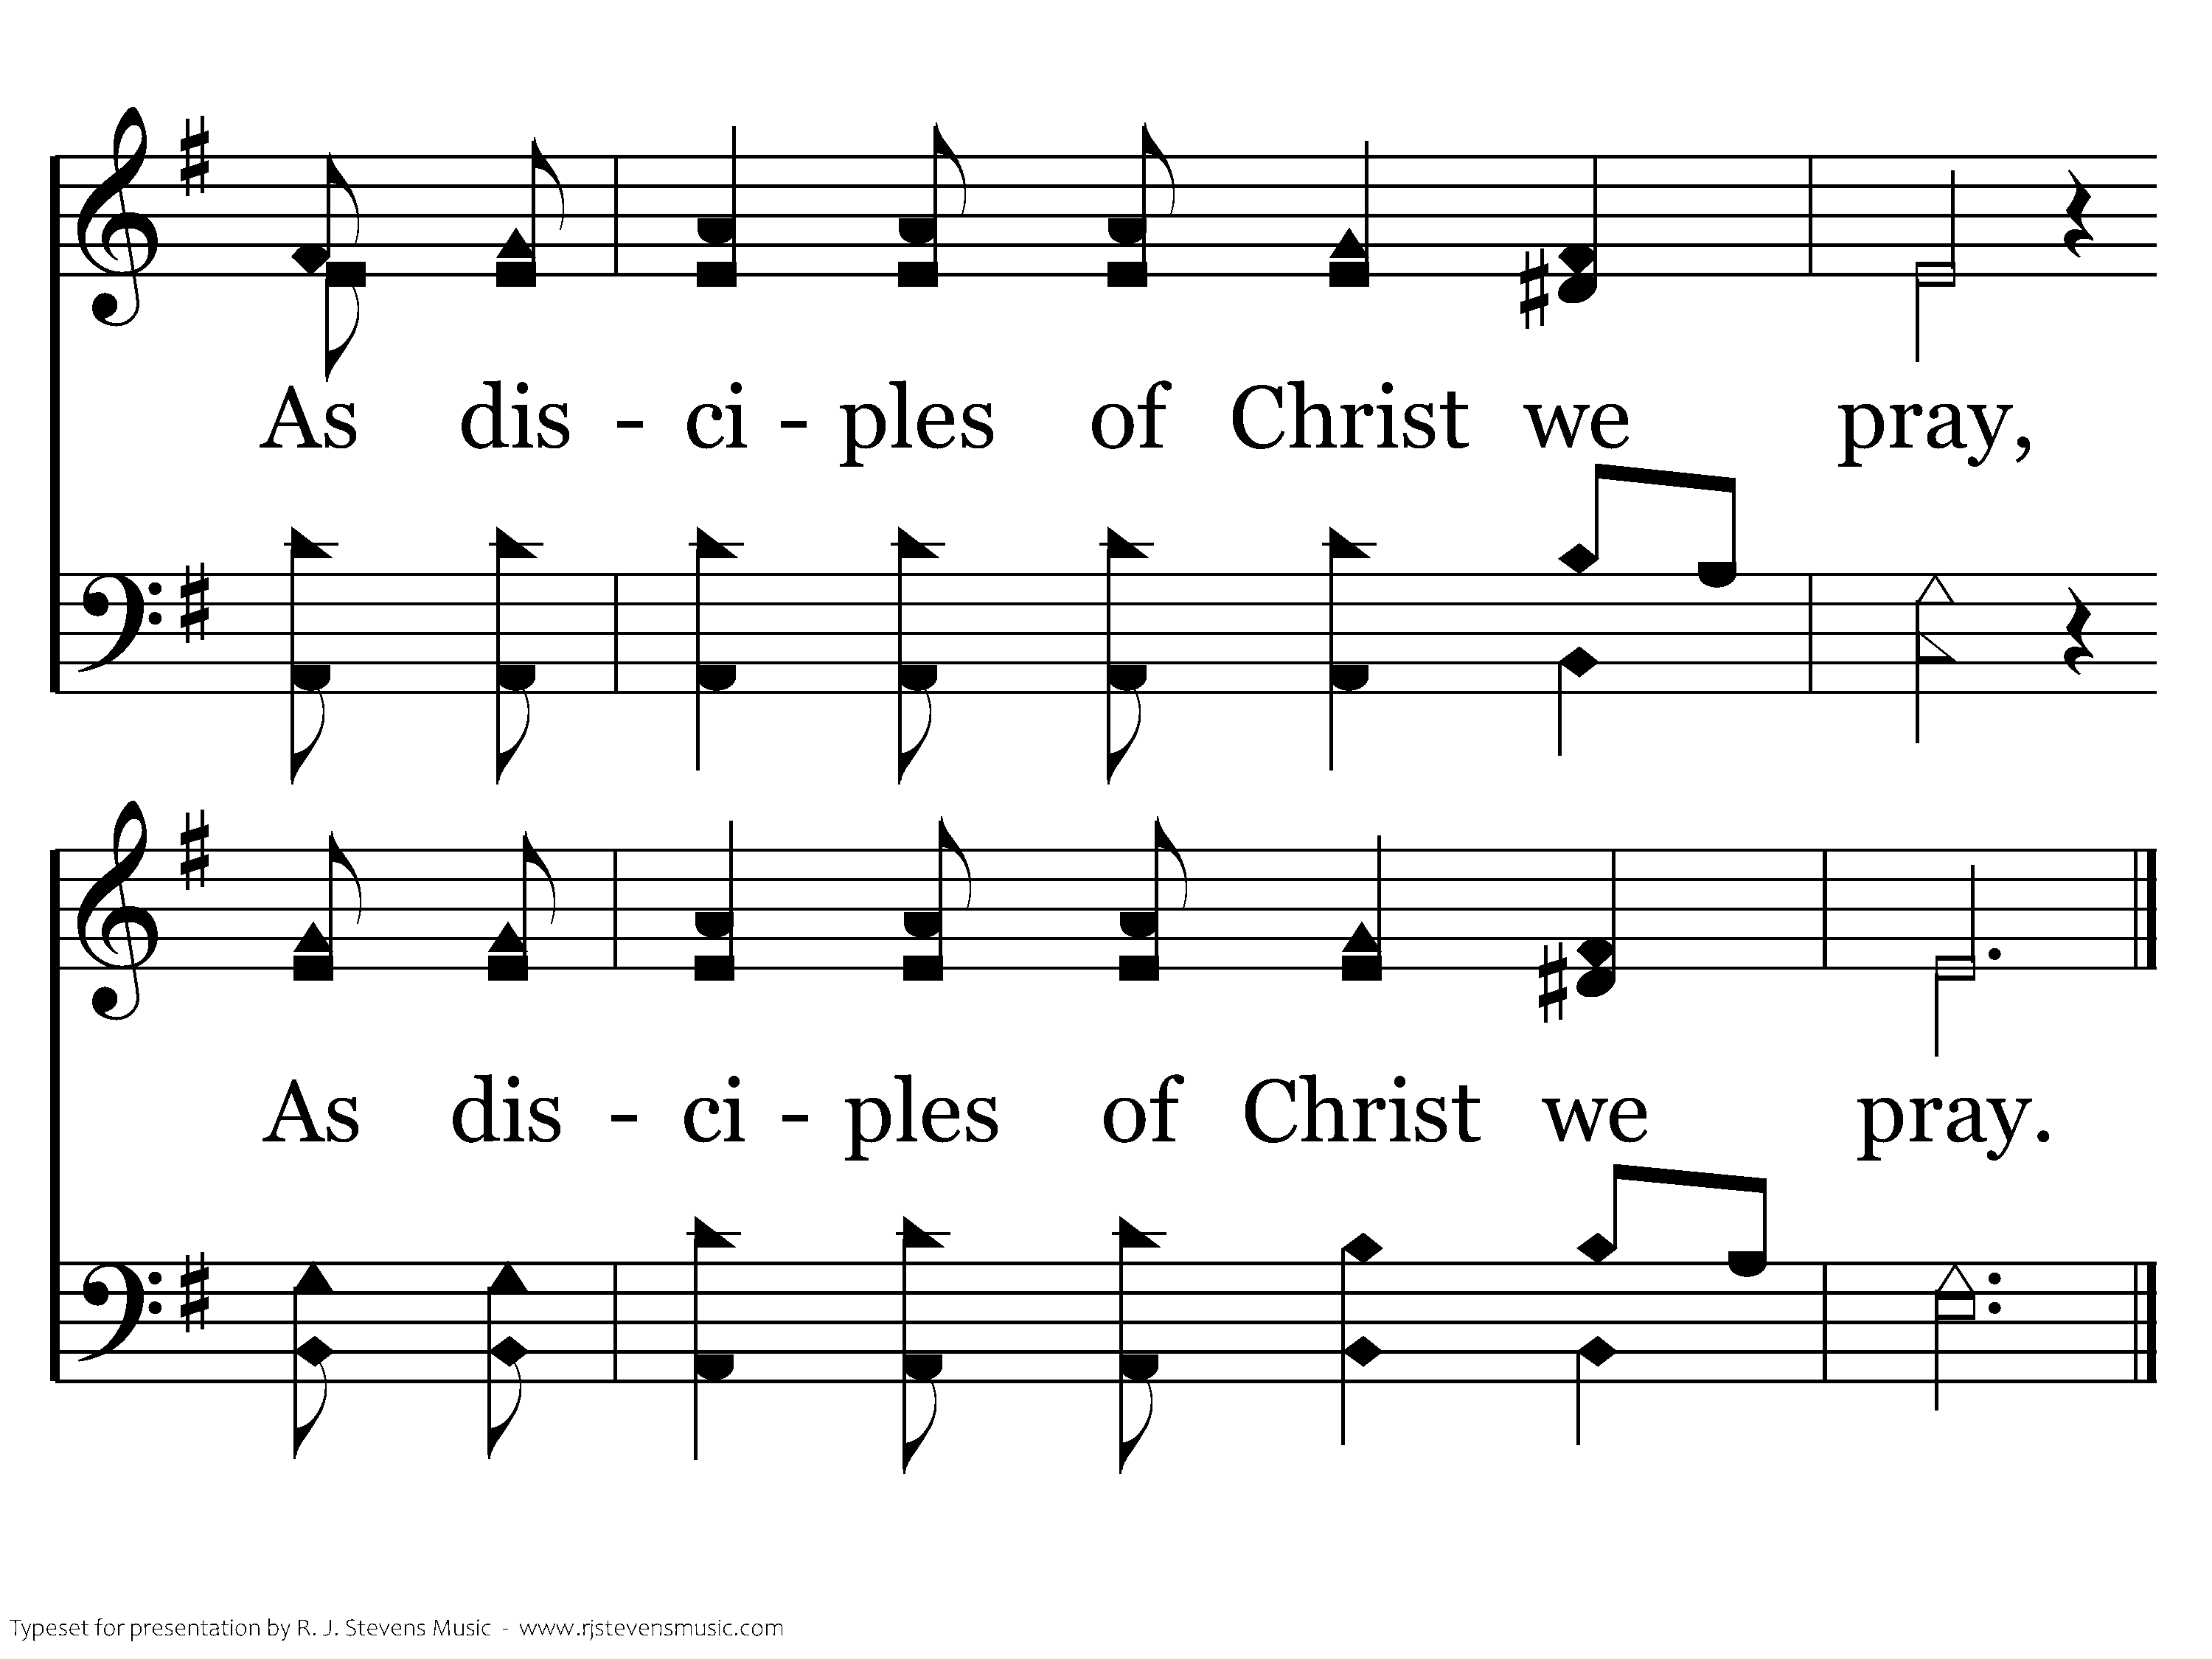 As dis - ci - ples of Christ we pray,
As dis - ci - ples of Christ we pray.
Typeset for presentation by R. J. Stevens Music - www.rjstevensmusic.com